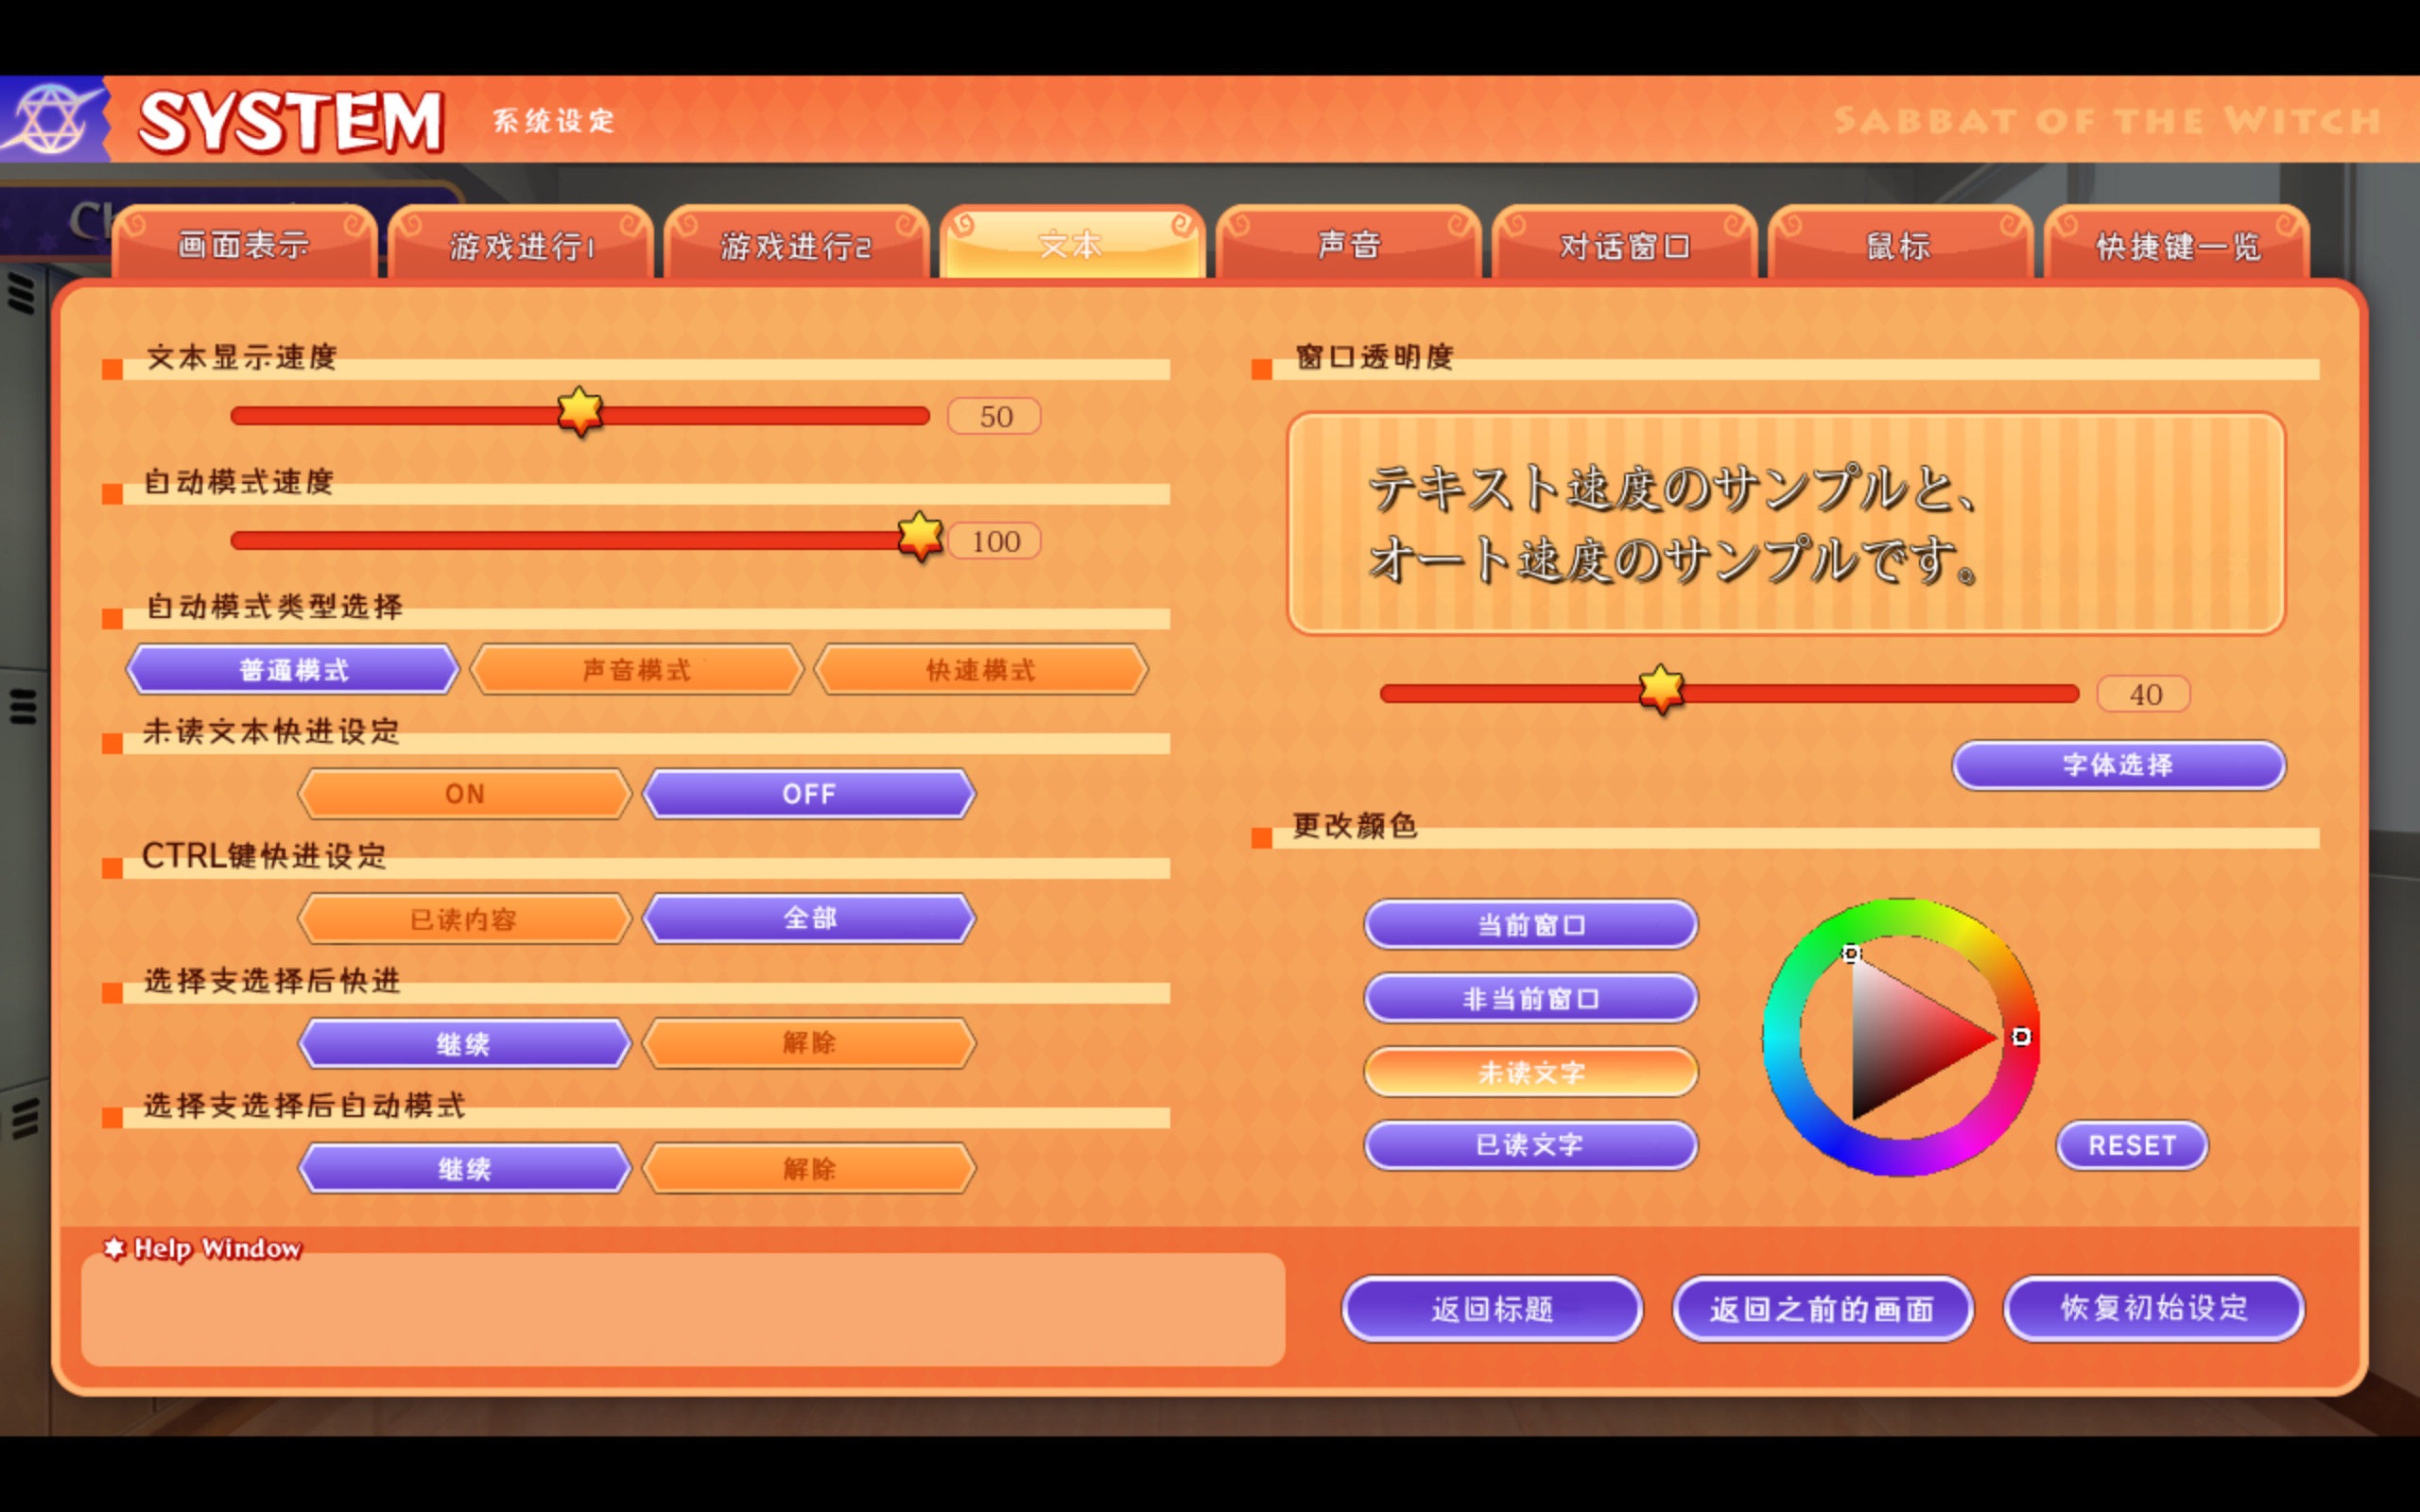 SYSTEM 系统设定
SABBAT OF THE WITCH
画面表示
游戏进行1
游戏进行2
文本
声音
对话窗口
鼠标
快捷键一览
文本显示速度
50
自动模式速度
100
自动模式类型选择
普通模式 声音模式 快速模式
未读文本快进设定
ON OFF
CTRL键快进设定
已读内容 全部
选择支选择后快进
继续 解除
选择支选择后自动模式
继续 解除
窗口透明度
テキスト速度のサンプルと、
オート速度のサンプルです。
40
字体选择
更改颜色
当前窗口
非当前窗口
未读文字
已读文字
RESET
Help Window
返回标题 返回之前的画面 恢复初始设定